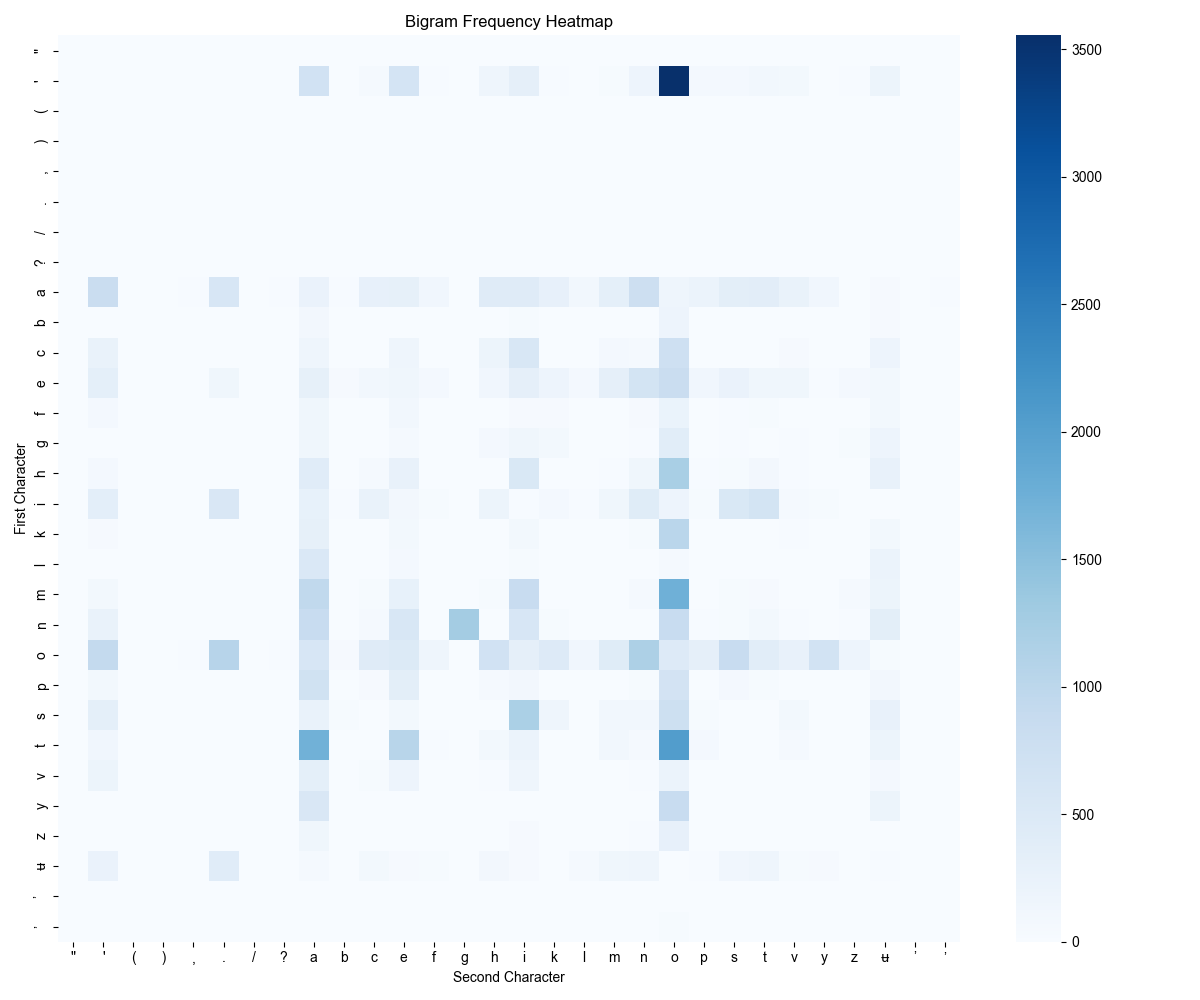 Bigram Frequency Heatmap
First Character
"
'
(
)
,
.
/
?
a
b
c
e
f
g
h
i
k
l
m
n
o
p
s
t
v
y
z
ʉ
" ' ( ) , . / ? a b c e f g h i k l m n o p s t v y z ʉ ‘ ’
Second Character
3500
3000
2500
2000
1500
1000
500
0